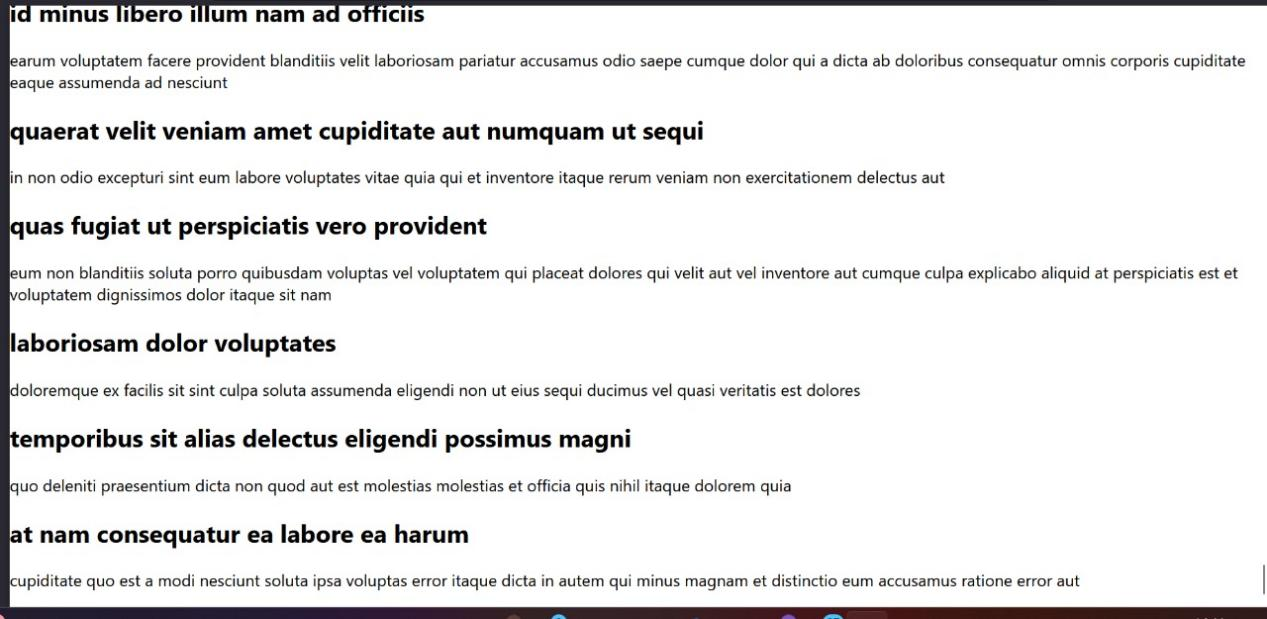 id minus libero illum nam ad officiis
earum voluptatem facere provident blanditiis velit laboriosam pariatur accusamus odio saepe cumque dolor qui a dicta ab doloribus consequatur omnis corporis cupiditate
eaque assumenda ad nesciunt
quaerat velit veniam amet cupiditate aut numquam ut sequi
in non odio excepturi sint eum labore voluptates vitae quia qui et inventore itaque rerum veniam non exercitationem delectus aut
quas fugiat ut perspiciatis vero provident
eum non blanditiis soluta porro quibusdam voluptas vel voluptatem qui placeat dolores qui velit aut vel inventore aut cumque culpa explicabo aliquid at perspiciatis est et
voluptatem dignissimos dolor itaque sit nam
laboriosam dolor voluptates
doloremque ex facilis sit sint culpa soluta assumenda eligendi non ut eius sequi ducimus vel quasi veritatis est dolores
temporibus sit alias delectus eligendi possimus magni
quo deleniti praesentium dicta non quod aut est molestias molestias et officia quis nihil itaque dolorem quia
at nam consequatur ea labore ea harum
cupiditate quo est a modi nesciunt soluta ipsa voluptas error itaque dicta in autem qui minus magnam et distinctio eum accusamus ratione error aut